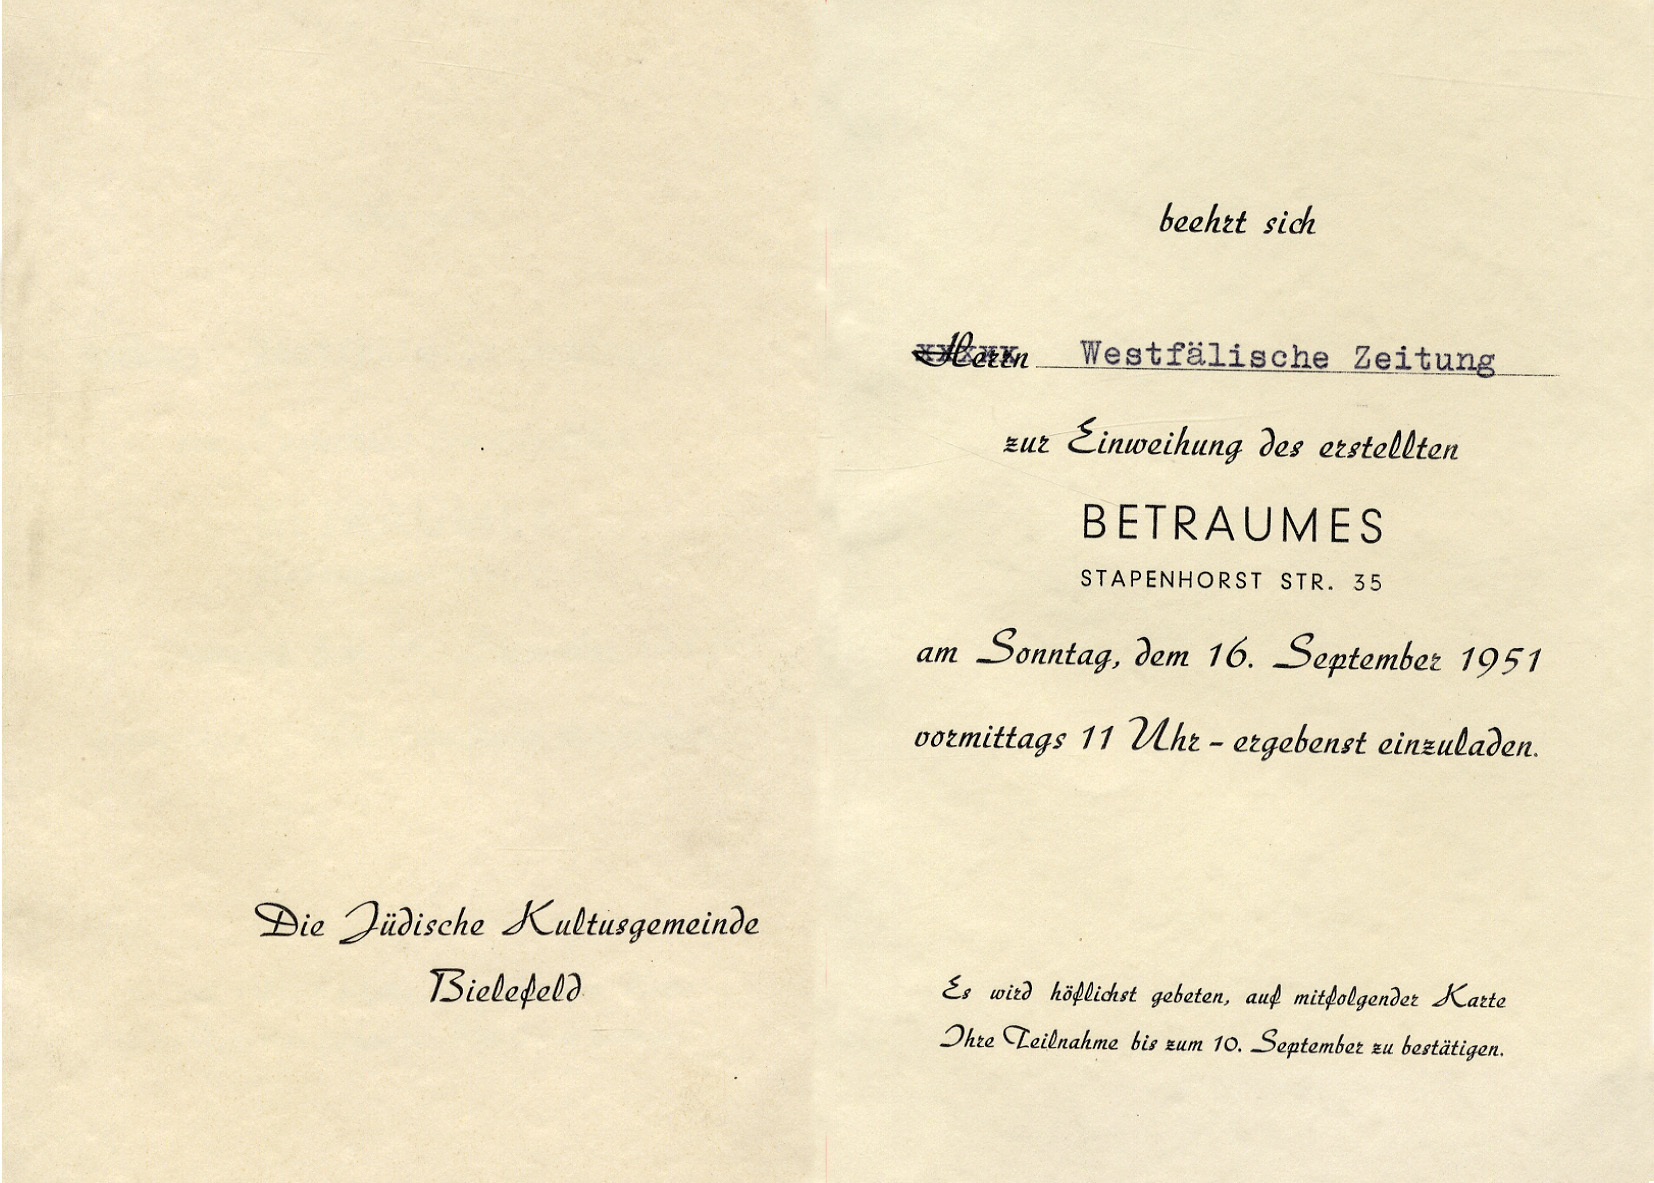 Die Jüdische Kultusgemeinde
Bielefeld
beehrt sich
Herrn Westfälische Zeitung
zur Einweihung des erstellten
BETRAUMES
STAPENHORST STR. 35
am Sonntag, dem 16. September 1951
vormittags 11 Uhr – ergebenst einzuladen.
Es wird höflichst gebeten, auf mitfolgender Karte
Ihre Teilnahme bis zum 10. September zu bestätigen.